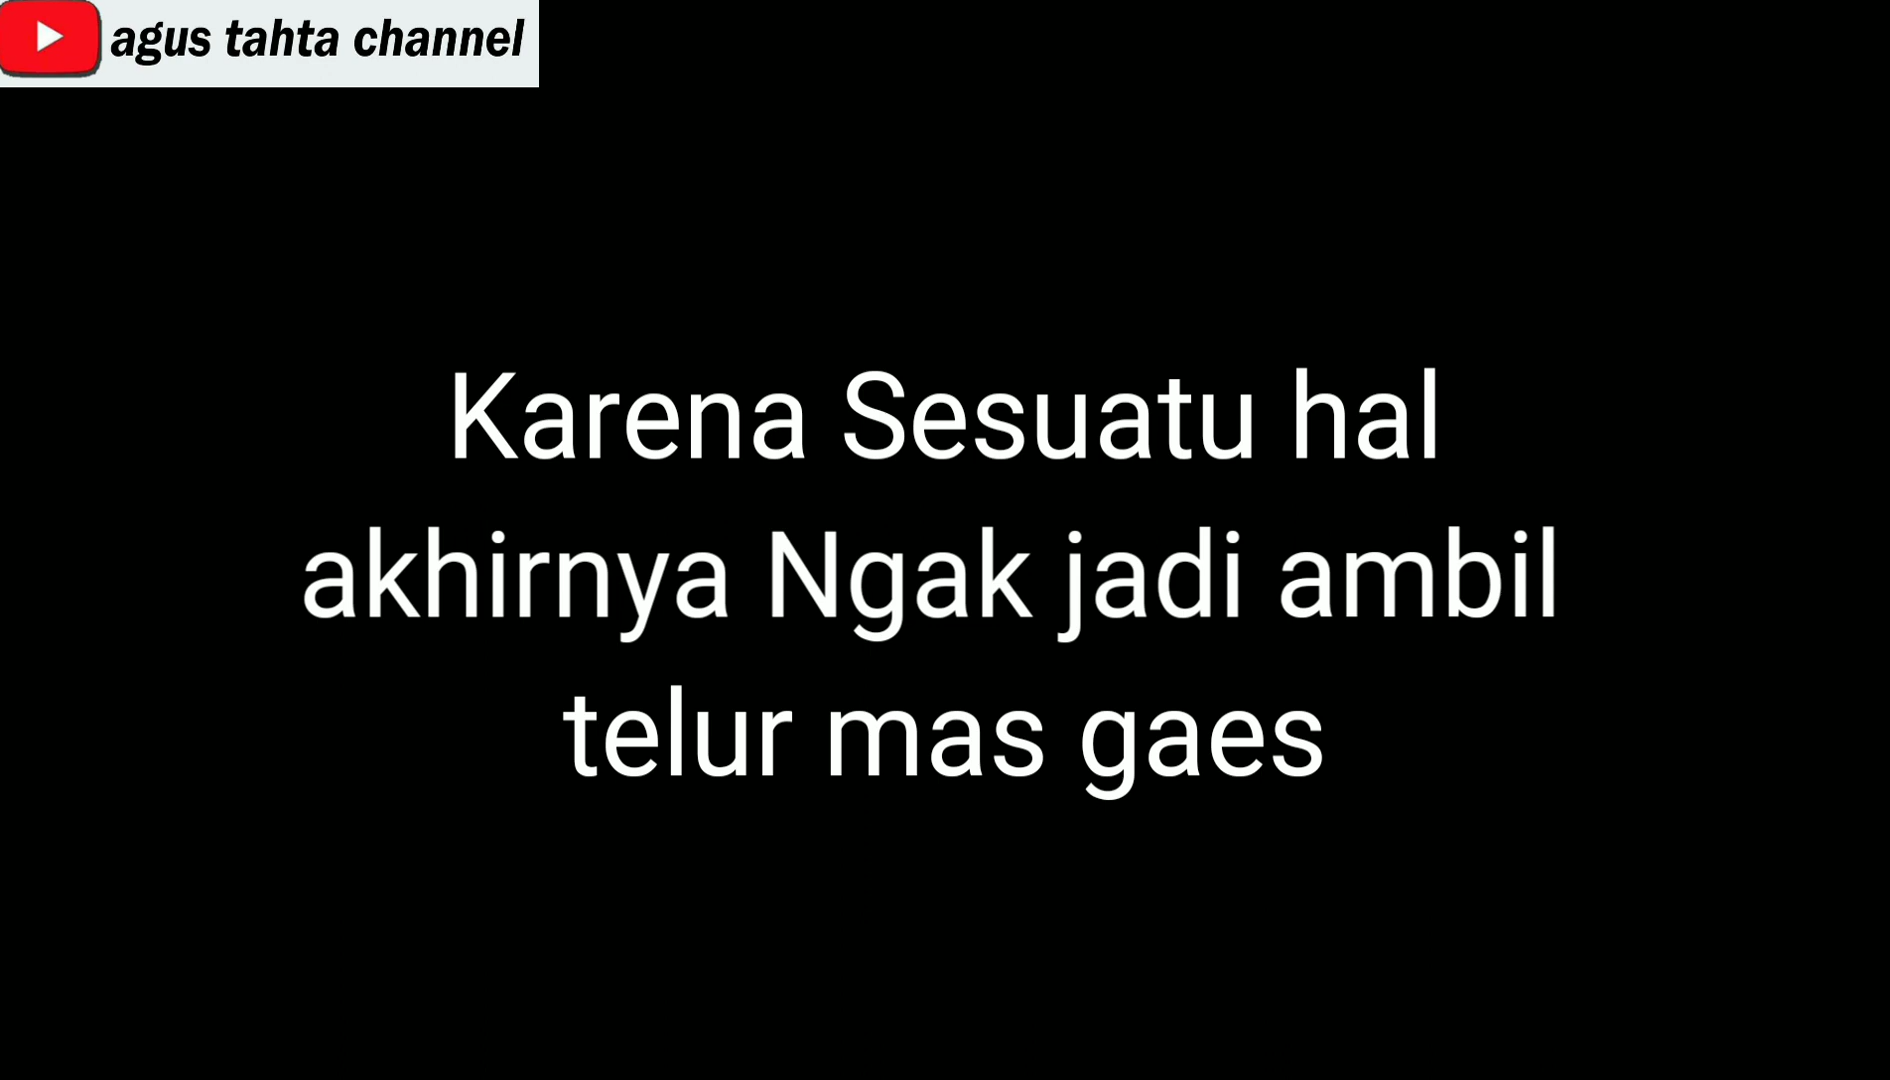 agus tahta channel
Karena Sesuatu hal
akhirnya Ngak jadi ambil
telur mas gaes